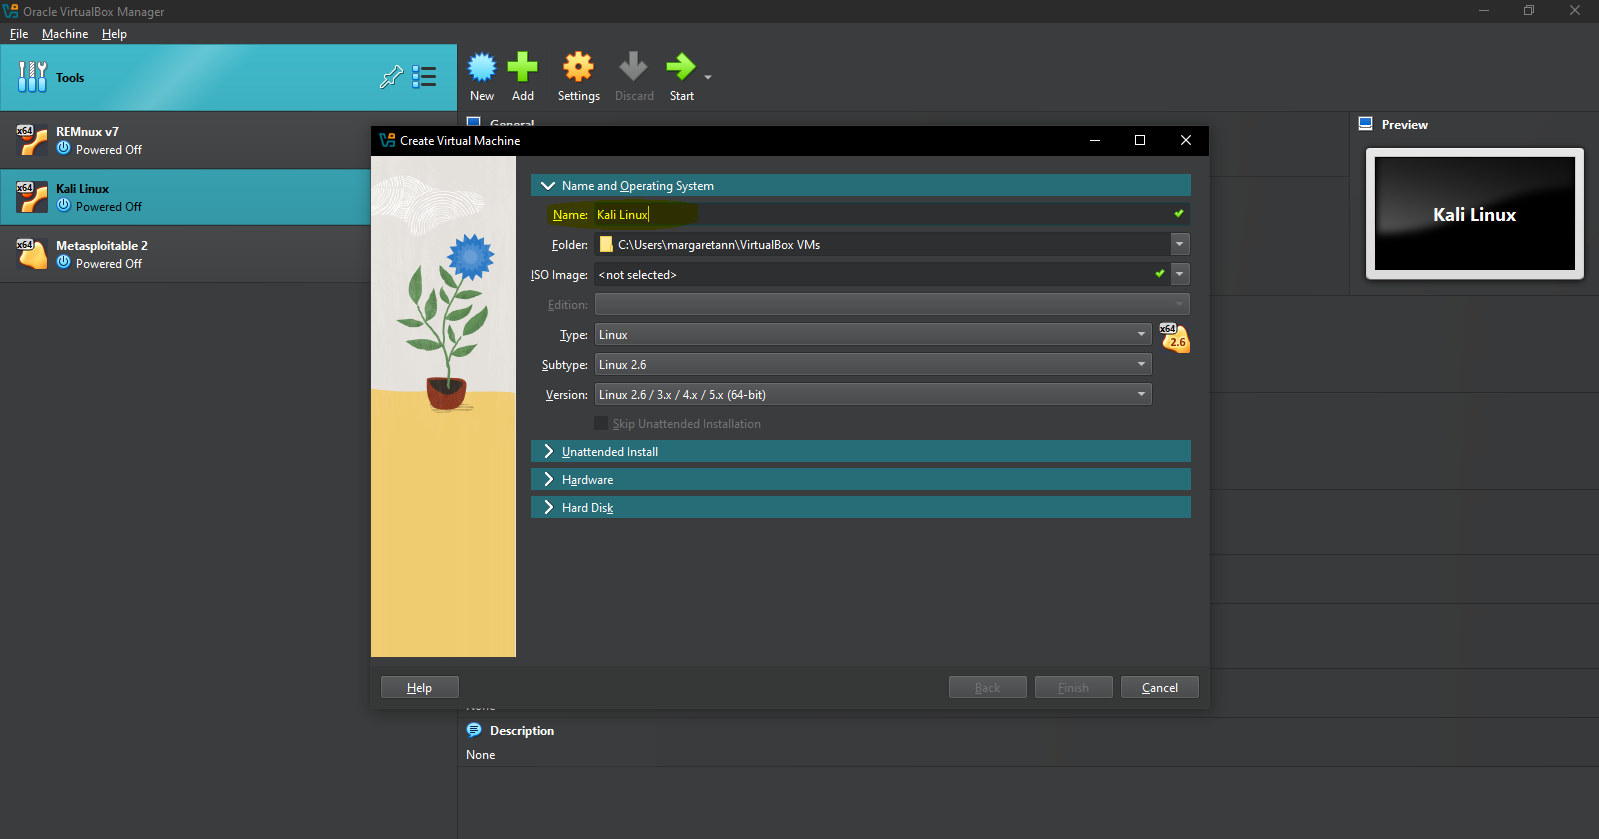 Oracle VirtualBox Manager
File Machine Help
Tools
New Add Settings Discard Start
x64 REMnux v7
Powered Off
x64 Kali Linux
Powered Off
x64 Metasploitable 2
Powered Off
General
Preview
Kali Linux
Create Virtual Machine
Name and Operating System
Name: Kali Linux
Folder: C:\Users\margaretann\VirtualBox VMs
ISO Image: <not selected>
Edition:
Type: Linux
x64
2.6
Subtype: Linux 2.6
Version: Linux 2.6 / 3.x / 4.x / 5.x (64-bit)
Skip Unattended Installation
Unattended Install
Hardware
Hard Disk
Help Back Finish Cancel
None
Description
None